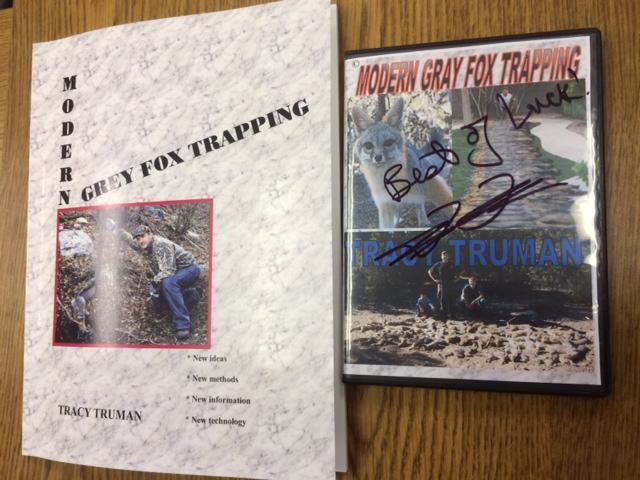 MODERN
GREY FOX TRAPPING
* New ideas
* New methods
* New information
* New technology
TRACY TRUMAN
MODERN GRAY FOX TRAPPING
Best of Luck!
TRACY TRUMAN